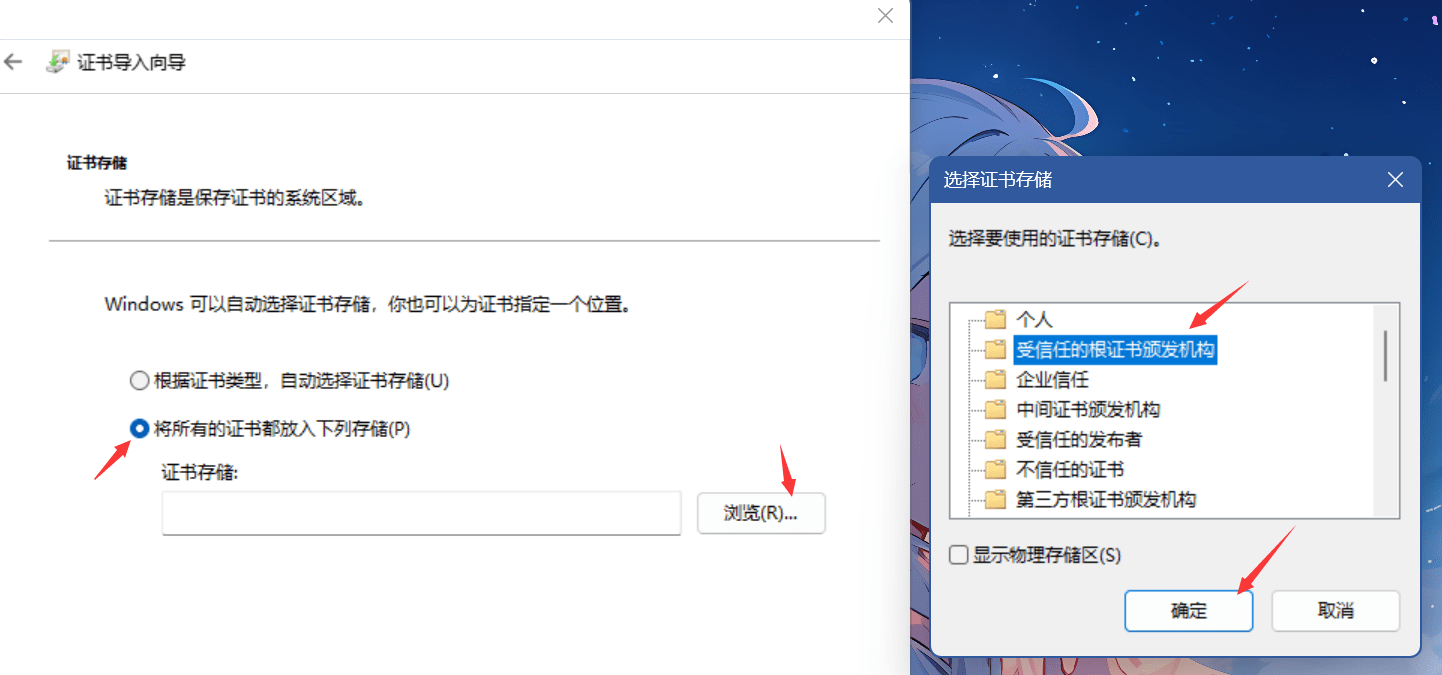 证书导入向导
证书存储
证书存储是保存证书的系统区域。
Windows 可以自动选择证书存储，你也可以为证书指定一个位置。
根据证书类型，自动选择证书存储(U)
将所有的证书都放入下列存储(P)
证书存储:
浏览(R)...
选择证书存储
选择要使用的证书存储(C)。
个人
受信任的根证书颁发机构
企业信任
中间证书颁发机构
受信任的发布者
不信任的证书
第三方根证书颁发机构
显示物理存储区(S)
确定
取消